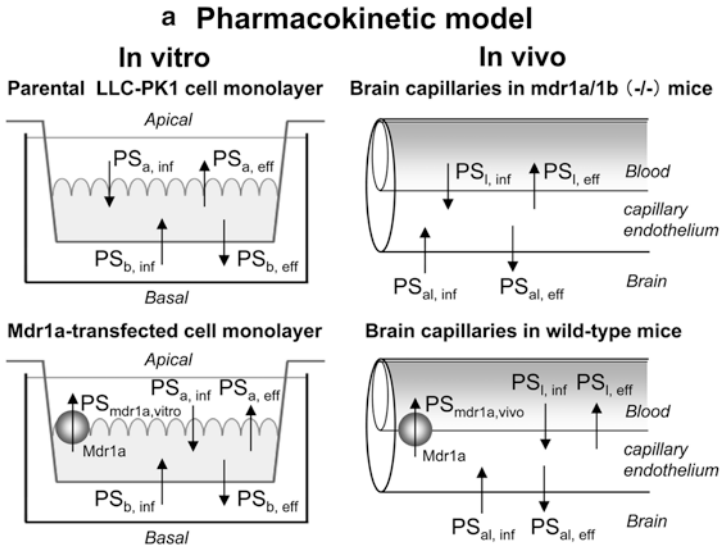 a Pharmacokinetic model
In vitro
Parental LLC-PK1 cell monolayer
Apical
PSa, inf
PSa, eff
PSb, inf
PSb, eff
Basal
In vivo
Brain capillaries in mdr1a/1b (-/-) mice
PSl, inf
PSl, eff
Blood
capillary
endothelium
PSal, inf
PSal, eff
Brain
Mdr1a-transfected cell monolayer
Apical
PSa, inf
PSa, eff
PSmdr1a,vitro
Mdr1a
PSb, inf
PSb, eff
Basal
Brain capillaries in wild-type mice
PSl, inf
PSl, eff
PSmdr1a,vivo
Blood
Mdr1a
capillary
endothelium
PSal, inf
PSal, eff
Brain